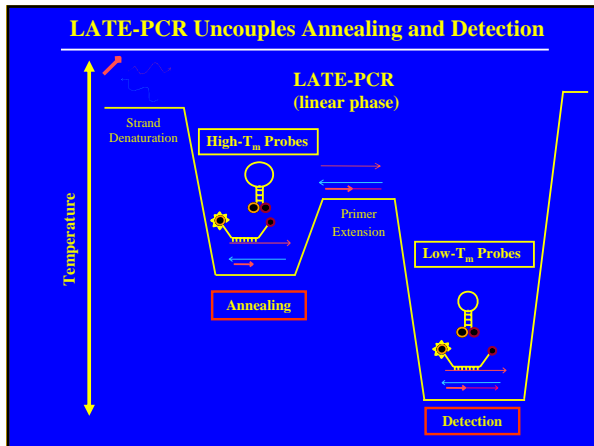 LATE-PCR Uncouples Annealing and Detection
LATE-PCR
(linear phase)
Strand
Denaturation
High-Tm Probes
Temperature
Primer
Extension
Low-Tm Probes
Annealing
Detection